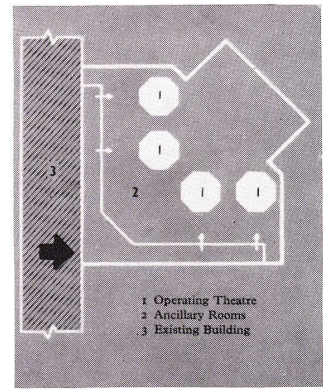 1
1
3
2
1
1
1 Operating Theatre
2 Ancillary Rooms
3 Existing Building